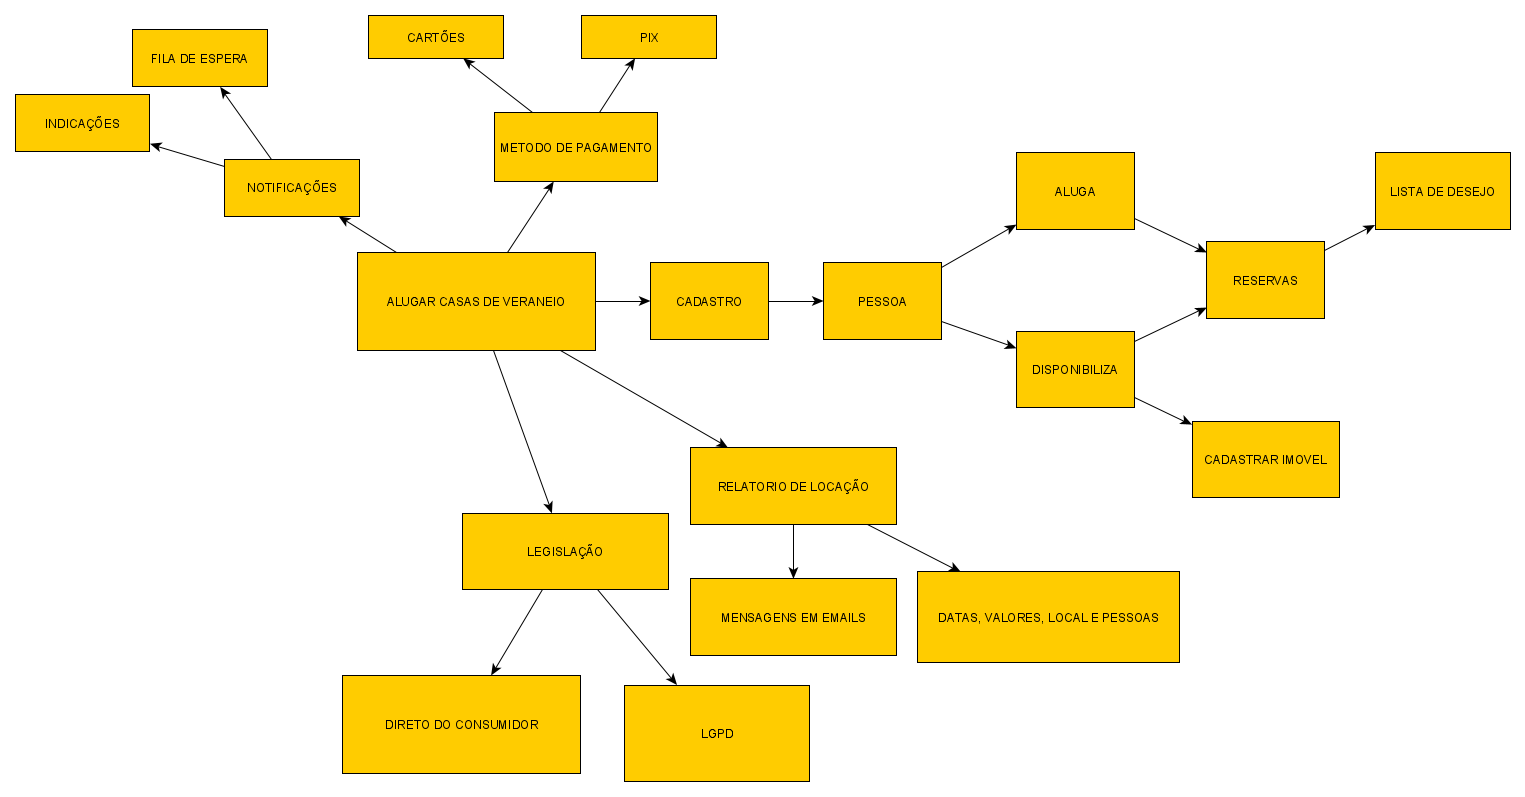 CARTÕES
PIX
FILA DE ESPERA
INDICAÇÕES
METODO DE PAGAMENTO
NOTIFICAÇÕES
ALUGA
LISTA DE DESEJO
RESERVAS
ALUGAR CASAS DE VERANEIO
CADASTRO
PESSOA
DISPONIBILIZA
CADASTRAR IMOVEL
RELATORIO DE LOCAÇÃO
LEGISLAÇÃO
MENSAGENS EM EMAILS
DATAS, VALORES, LOCAL E PESSOAS
DIRETO DO CONSUMIDOR
LGPD